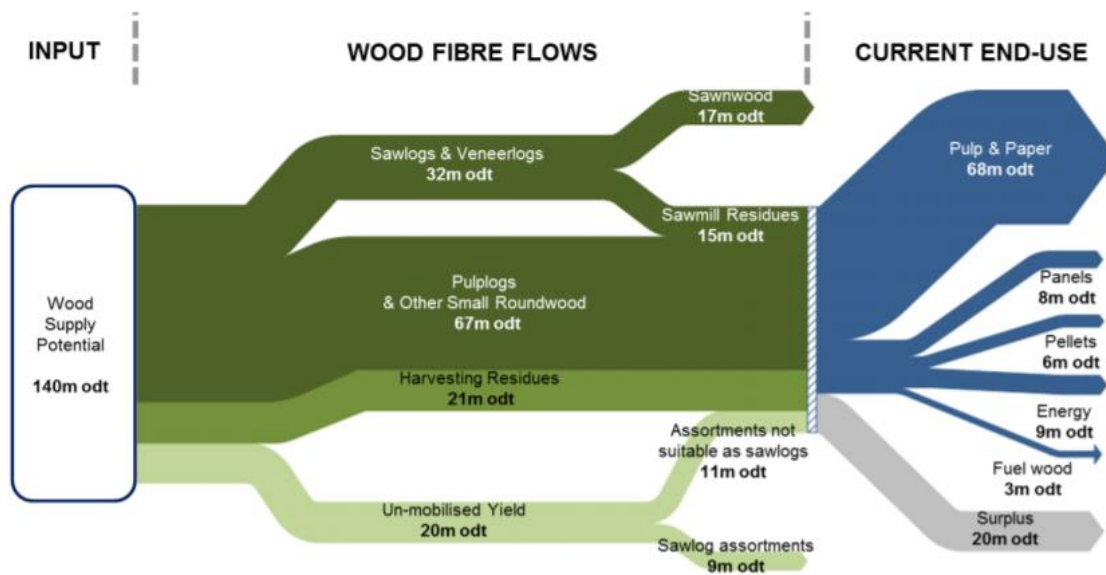 INPUT
WOOD FIBRE FLOWS
CURRENT END-USE
Wood
Supply
Potential
140m odt
Sawlogs & Veneerlogs
32m odt
Sawnwood
17m odt
Sawmill Residues
15m odt
Pulplogs
& Other Small Roundwood
67m odt
Harvesting Residues
21m odt
Assortments not
suitable as sawlogs
11m odt
Un-mobilised Yield
20m odt
Sawlog assortments
9m odt
Pulp & Paper
68m odt
Panels
8m odt
Pellets
6m odt
Energy
9m odt
Fuel wood
3m odt
Surplus
20m odt